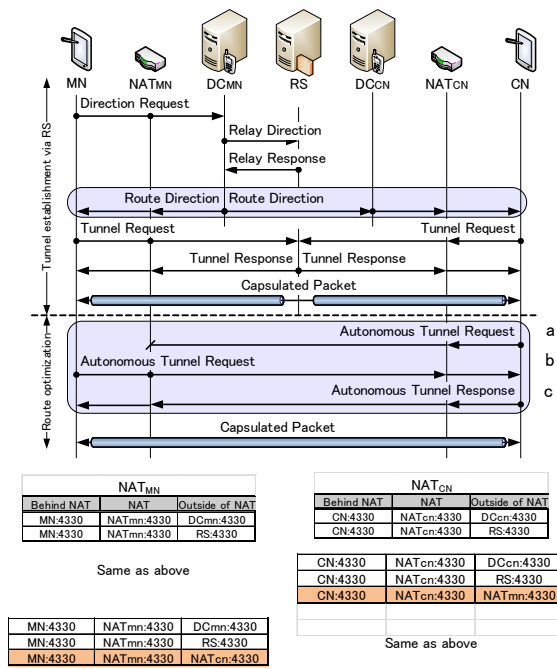 MN
NATMN
DCMN
RS
DCCN
NATCN
CN
Tunnel establishment via RS
Direction Request
Relay Direction
Relay Response
Route Direction Route Direction
Tunnel Request Tunnel Request
Tunnel Response Tunnel Response
Capsulated Packet
Route optimization
Autonomous Tunnel Request a
Autonomous Tunnel Request b
Autonomous Tunnel Response c
Capsulated Packet
NATMN
Behind NAT NAT Outside of NAT
MN:4330 NATmn:4330 DCmn:4330
MN:4330 NATmn:4330 RS:4330
Same as above
MN:4330 NATmn:4330 DCmn:4330
MN:4330 NATmn:4330 RS:4330
MN:4330 NATmn:4330 NATcn:4330
NATCN
Behind NAT NAT Outside of NAT
CN:4330 NATcn:4330 DCcn:4330
CN:4330 NATcn:4330 RS:4330
CN:4330 NATcn:4330 DCcn:4330
CN:4330 NATcn:4330 RS:4330
CN:4330 NATcn:4330 NATmn:4330
Same as above